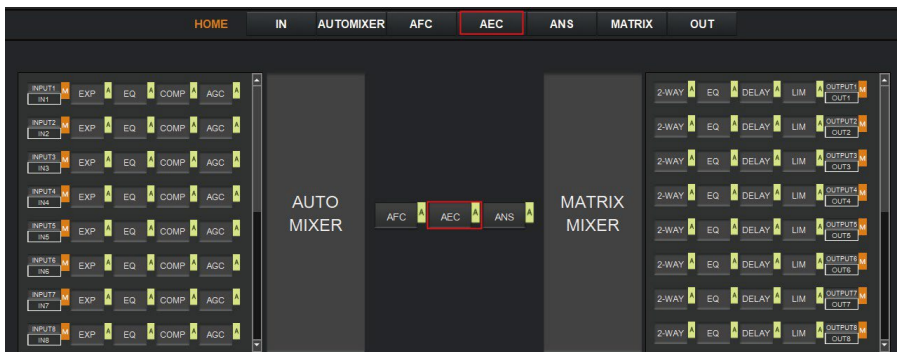 HOME IN AUTOMIXER AFC AEC ANS MATRIX OUT
INPUT1 M EXP A EQ A COMP A AGC A
IN1
INPUT2 M EXP A EQ A COMP A AGC A
IN2
INPUT3 M EXP A EQ A COMP A AGC A
IN3
INPUT4 M EXP A EQ A COMP A AGC A
IN4
INPUT5 M EXP A EQ A COMP A AGC A
IN5
INPUT6 M EXP A EQ A COMP A AGC A
IN6
INPUT7 M EXP A EQ A COMP A AGC A
IN7
INPUT8 M EXP A EQ A COMP A AGC A
IN8
AUTO
MIXER
AFC A AEC A ANS A
MATRIX
MIXER
2-WAY A EQ A DELAY A LIM A OUTPUT1 M
OUT1
2-WAY A EQ A DELAY A LIM A OUTPUT2 M
OUT2
2-WAY A EQ A DELAY A LIM A OUTPUT3 M
OUT3
2-WAY A EQ A DELAY A LIM A OUTPUT4 M
OUT4
2-WAY A EQ A DELAY A LIM A OUTPUT5 M
OUT5
2-WAY A EQ A DELAY A LIM A OUTPUT6 M
OUT6
2-WAY A EQ A DELAY A LIM A OUTPUT7 M
OUT7
2-WAY A EQ A DELAY A LIM A OUTPUT8 M
OUT8